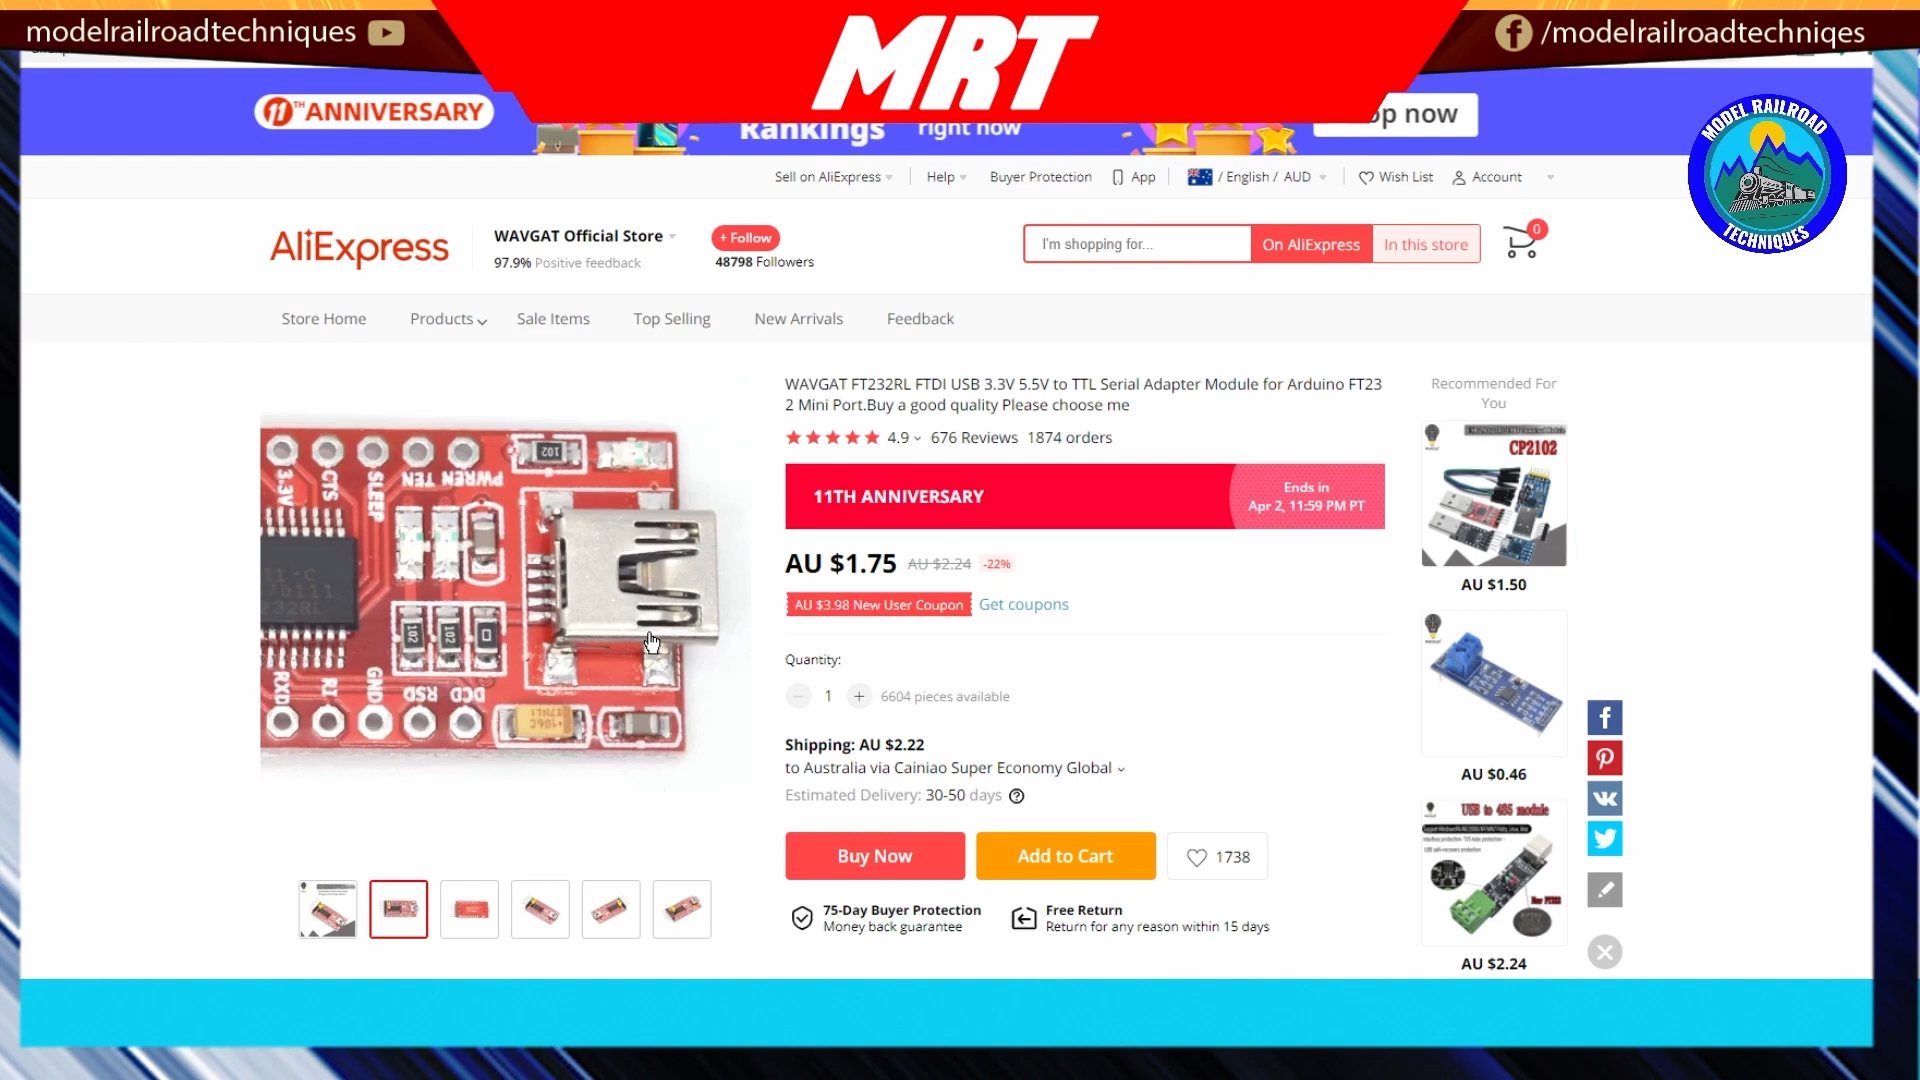 modelrailroadtechniques
MRT
/modelrailroadtechniqes
11TH ANNIVERSARY
Rankings
right now
op now
MODEL RAILROAD
TECHNIQUES
Sell on AliExpress
Help
Buyer Protection
App
/ English / AUD
Wish List
Account
AliExpress
WAVGAT Official Store
97.9% Positive feedback
+ Follow
48798 Followers
I'm shopping for...
On AliExpress
In this store
0
Store Home
Products
Sale Items
Top Selling
New Arrivals
Feedback
3.3V
CTS
SLEEP
TEN
PWREN
102
102
102
0
RXD
RI
GND
RSD
DCD
106C
32RL
WAVGAT FT232RL FTDI USB 3.3V 5.5V to TTL Serial Adapter Module for Arduino FT23
2 Mini Port.Buy a good quality Please choose me
4.9
676 Reviews
1874 orders
11TH ANNIVERSARY
Ends in
Apr 2, 11:59 PM PT
AU $1.75
AU $2.24
-22%
AU $3.98 New User Coupon
Get coupons
Quantity:
1
6604 pieces available
Shipping: AU $2.22
to Australia via Cainiao Super Economy Global
Estimated Delivery: 30-50 days
Buy Now
Add to Cart
1738
75-Day Buyer Protection
Money back guarantee
Free Return
Return for any reason within 15 days
Recommended For
You
CP2102
AU $1.50
AU $0.46
USB to 485 module
AU $2.24